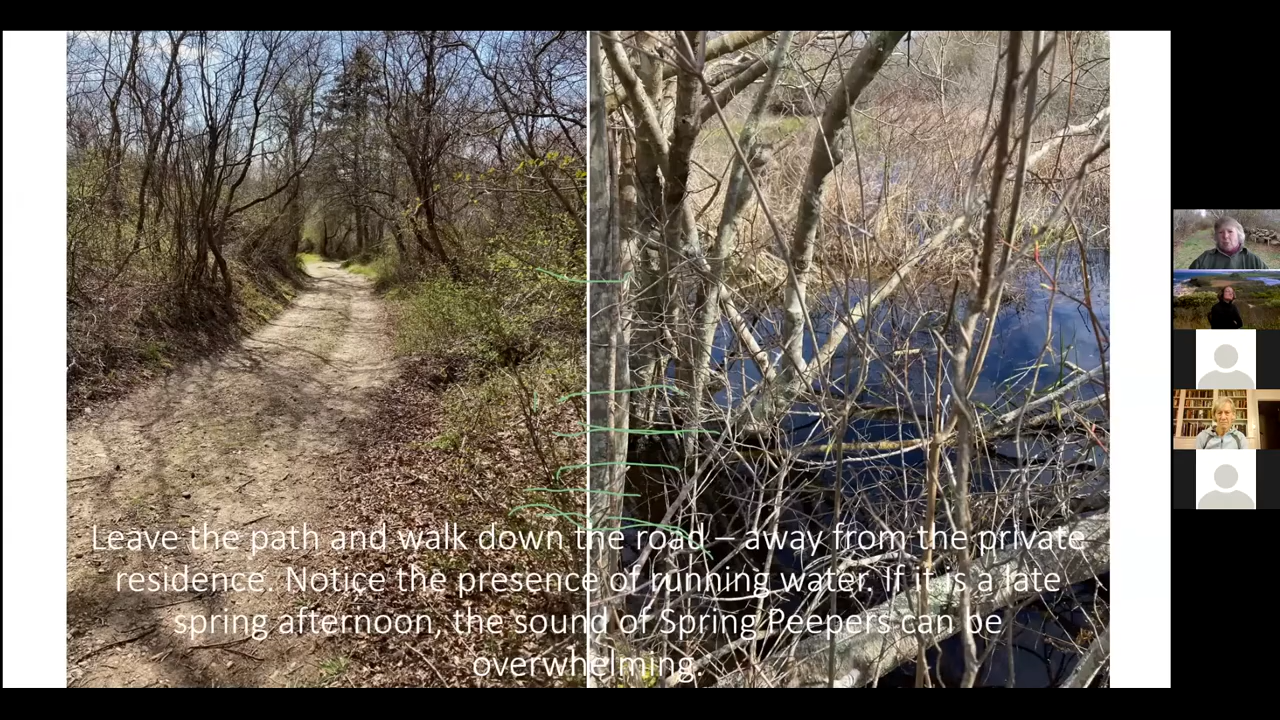 Leave the path and walk down the road – away from the private
residence. Notice the presence of running water. If it is a late
spring afternoon, the sound of Spring Peepers can be
overwhelming.